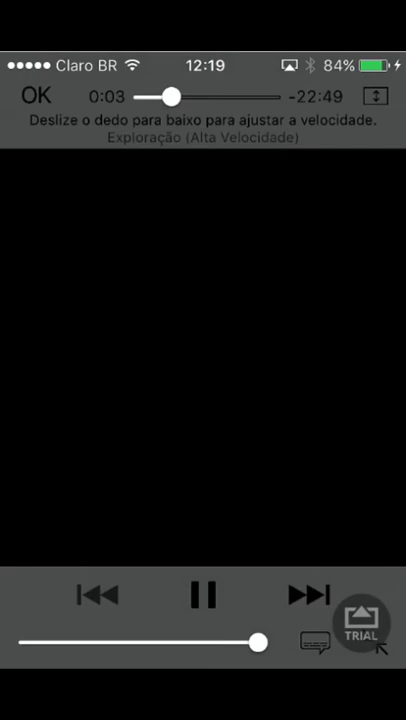 Claro BR 12:19 84%
OK 0:03 -22:49
Deslize o dedo para baixo para ajustar a velocidade.
Exploração (Alta Velocidade)
TRIAL